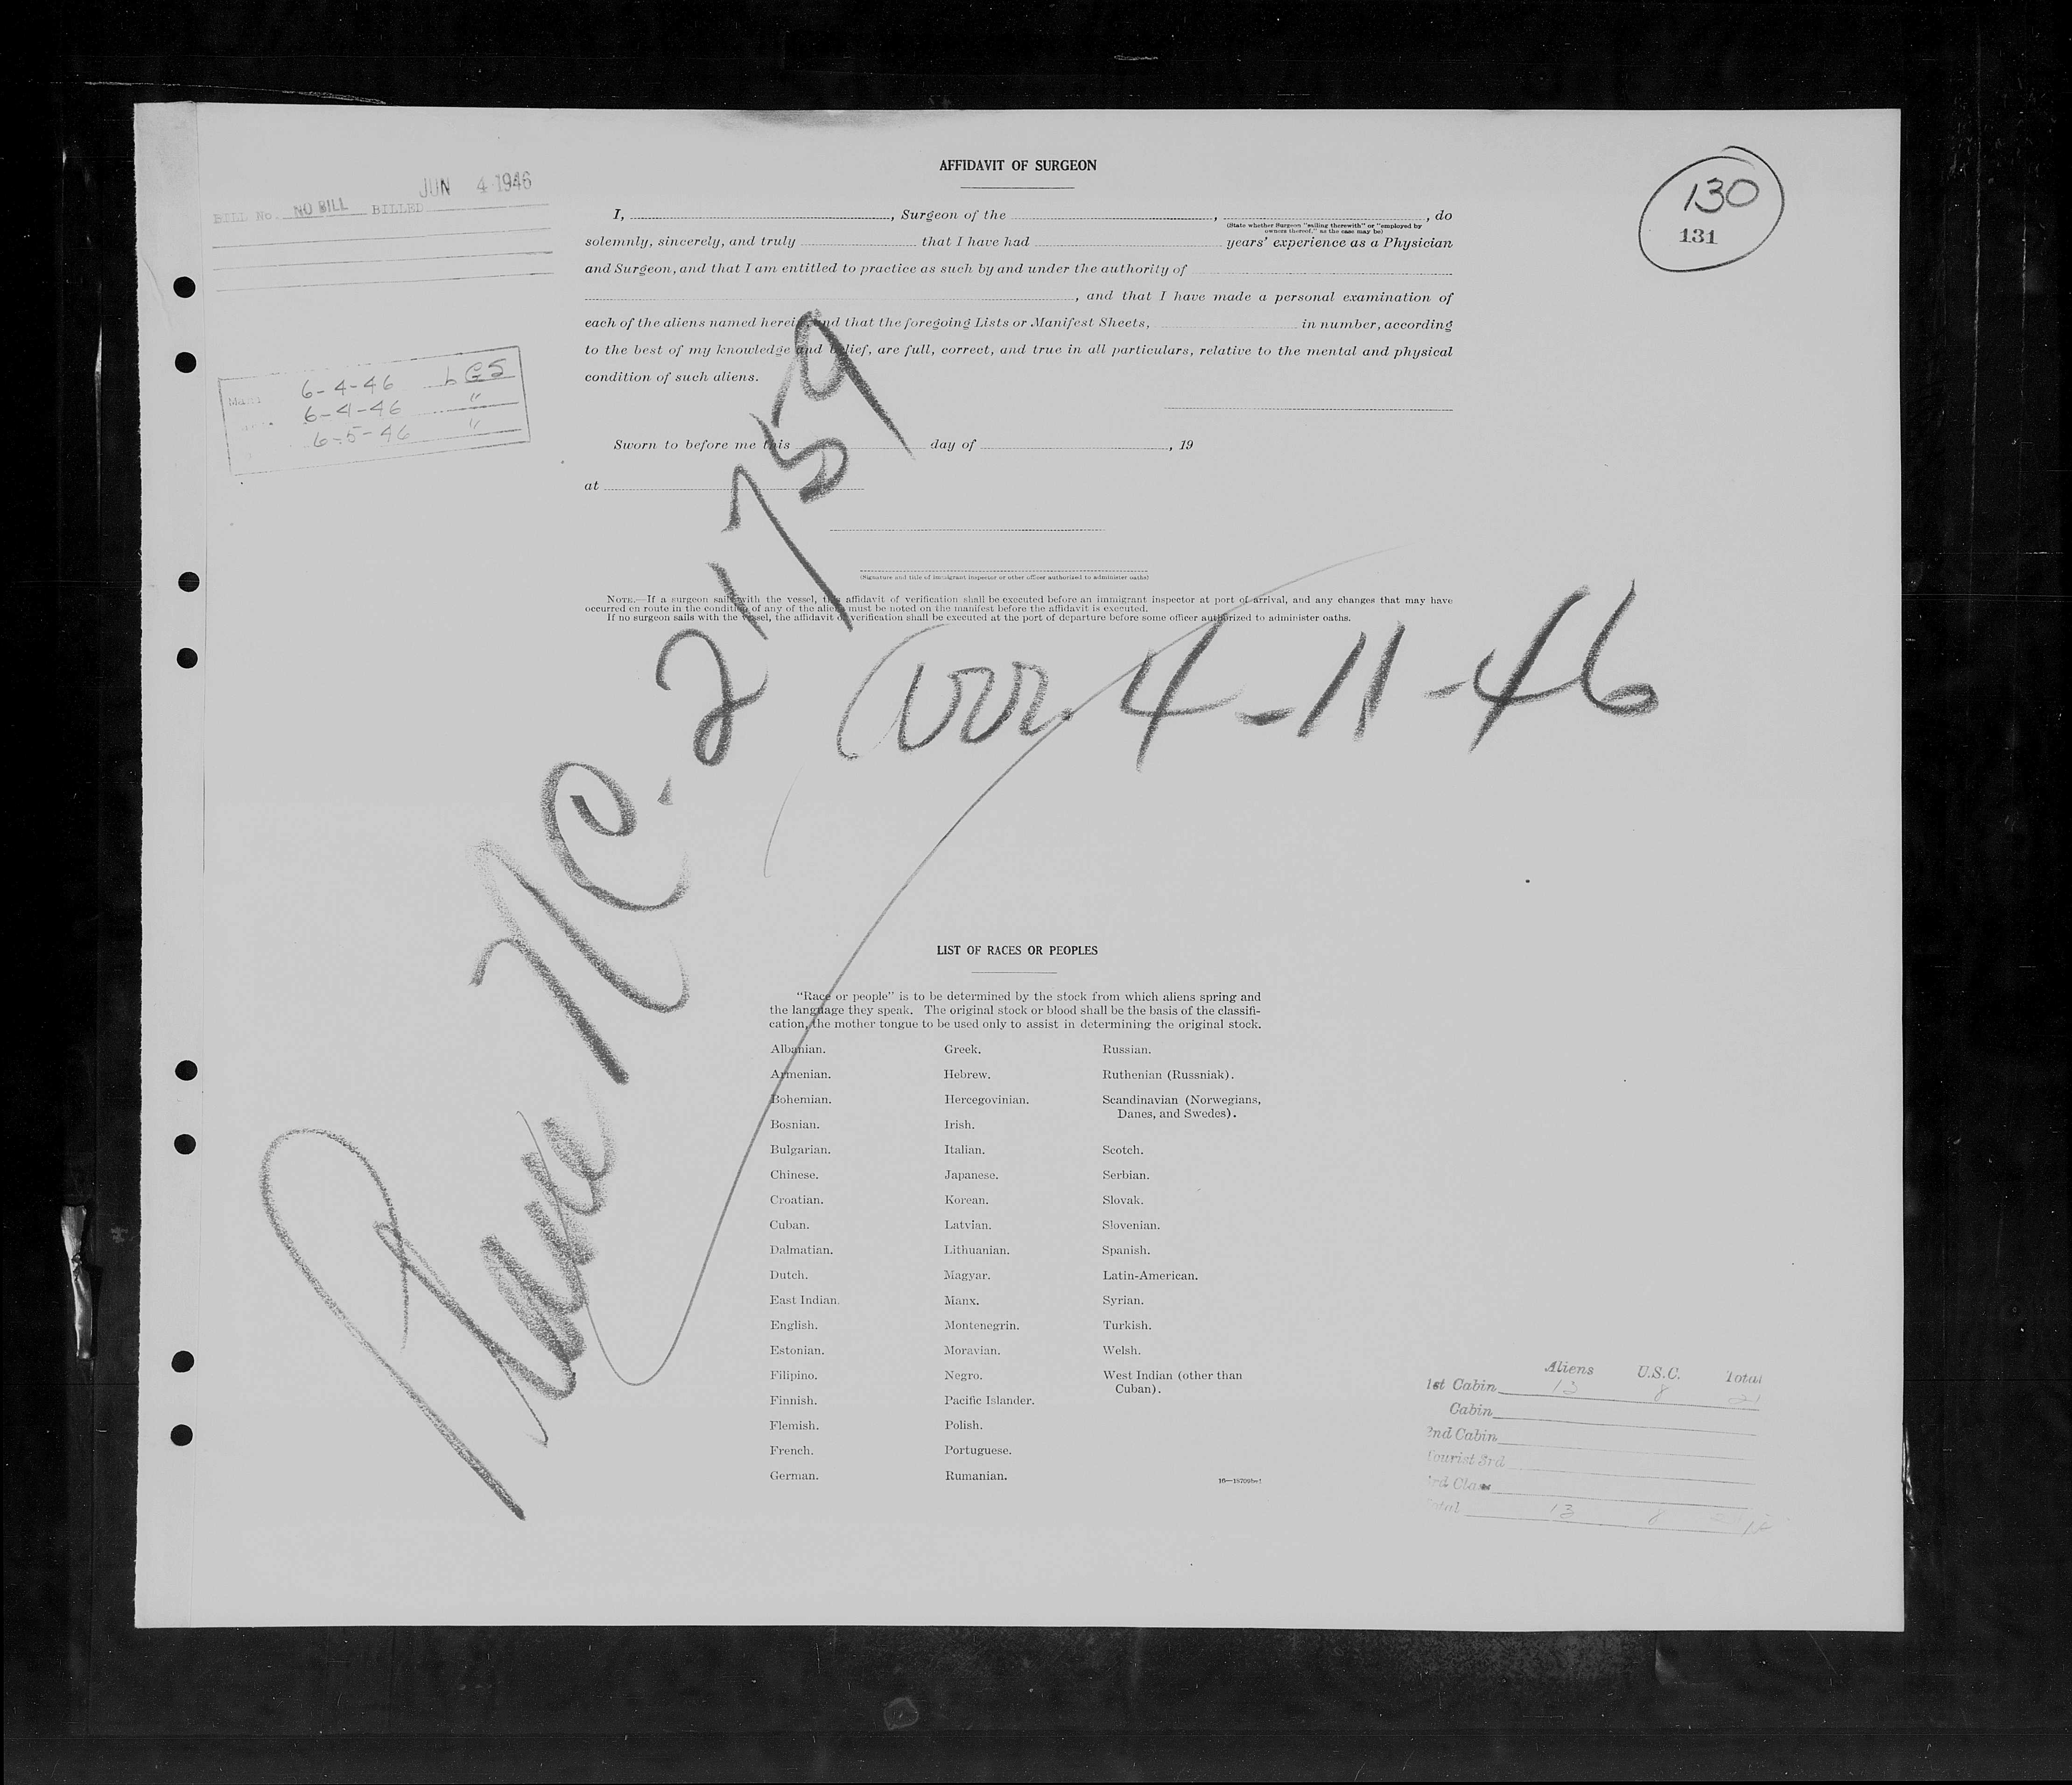 AFFIDAVIT OF SURGEON
JUN 4 1946
BILL No. NO BILL BILLED
130
131
I, , Surgeon of the , , do
(State whether Surgeon "sailing therewith" or "employed by
owners thereof," as the case may be)
solemnly, sincerely, and truly that I have had years' experience as a Physician
and Surgeon, and that I am entitled to practice as such by and under the authority of
, and that I have made a personal examination of
each of the aliens named herein and that the foregoing Lists or Manifest Sheets, in number, according
to the best of my knowledge and belief, are full, correct, and true in all particulars, relative to the mental and physical
condition of such aliens.
6-4-46
6-4-46 "
6-5-46 "
Sworn to before me this day of , 19
at
(Signature and title of immigrant inspector or other officer authorized to administer oaths)
NOTE.—If a surgeon sails with the vessel, this affidavit of verification shall be executed before an immigrant inspector at port of arrival, and any changes that may have
occurred en route in the condition of any of the aliens must be noted on the manifest before the affidavit is executed.
If no surgeon sails with the vessel, the affidavit of verification shall be executed at the port of departure before some officer authorized to administer oaths.
Plane NC-21759
4-11-46
LIST OF RACES OR PEOPLES
"Race or people" is to be determined by the stock from which aliens spring and
the language they speak. The original stock or blood shall be the basis of the classifi-
cation, the mother tongue to be used only to assist in determining the original stock.
Albanian. Greek. Russian.
Armenian. Hebrew. Ruthenian (Russniak).
Bohemian. Hercegovinian. Scandinavian (Norwegians,
Danes, and Swedes).
Bosnian. Irish.
Bulgarian. Italian. Scotch.
Chinese. Japanese. Serbian.
Croatian. Korean. Slovak.
Cuban. Latvian. Slovenian.
Dalmatian. Lithuanian. Spanish.
Dutch. Magyar. Latin-American.
East Indian. Manx. Syrian.
English. Montenegrin. Turkish.
Estonian. Moravian. Welsh.
Filipino. Negro. West Indian (other than
Cuban).
Finnish. Pacific Islander.
Flemish. Polish.
French. Portuguese.
German. Rumanian.
Aliens U.S.C. Total
1st Cabin 13 8 21
Cabin
2nd Cabin
Tourist 3rd
3rd Class
Total 13 8